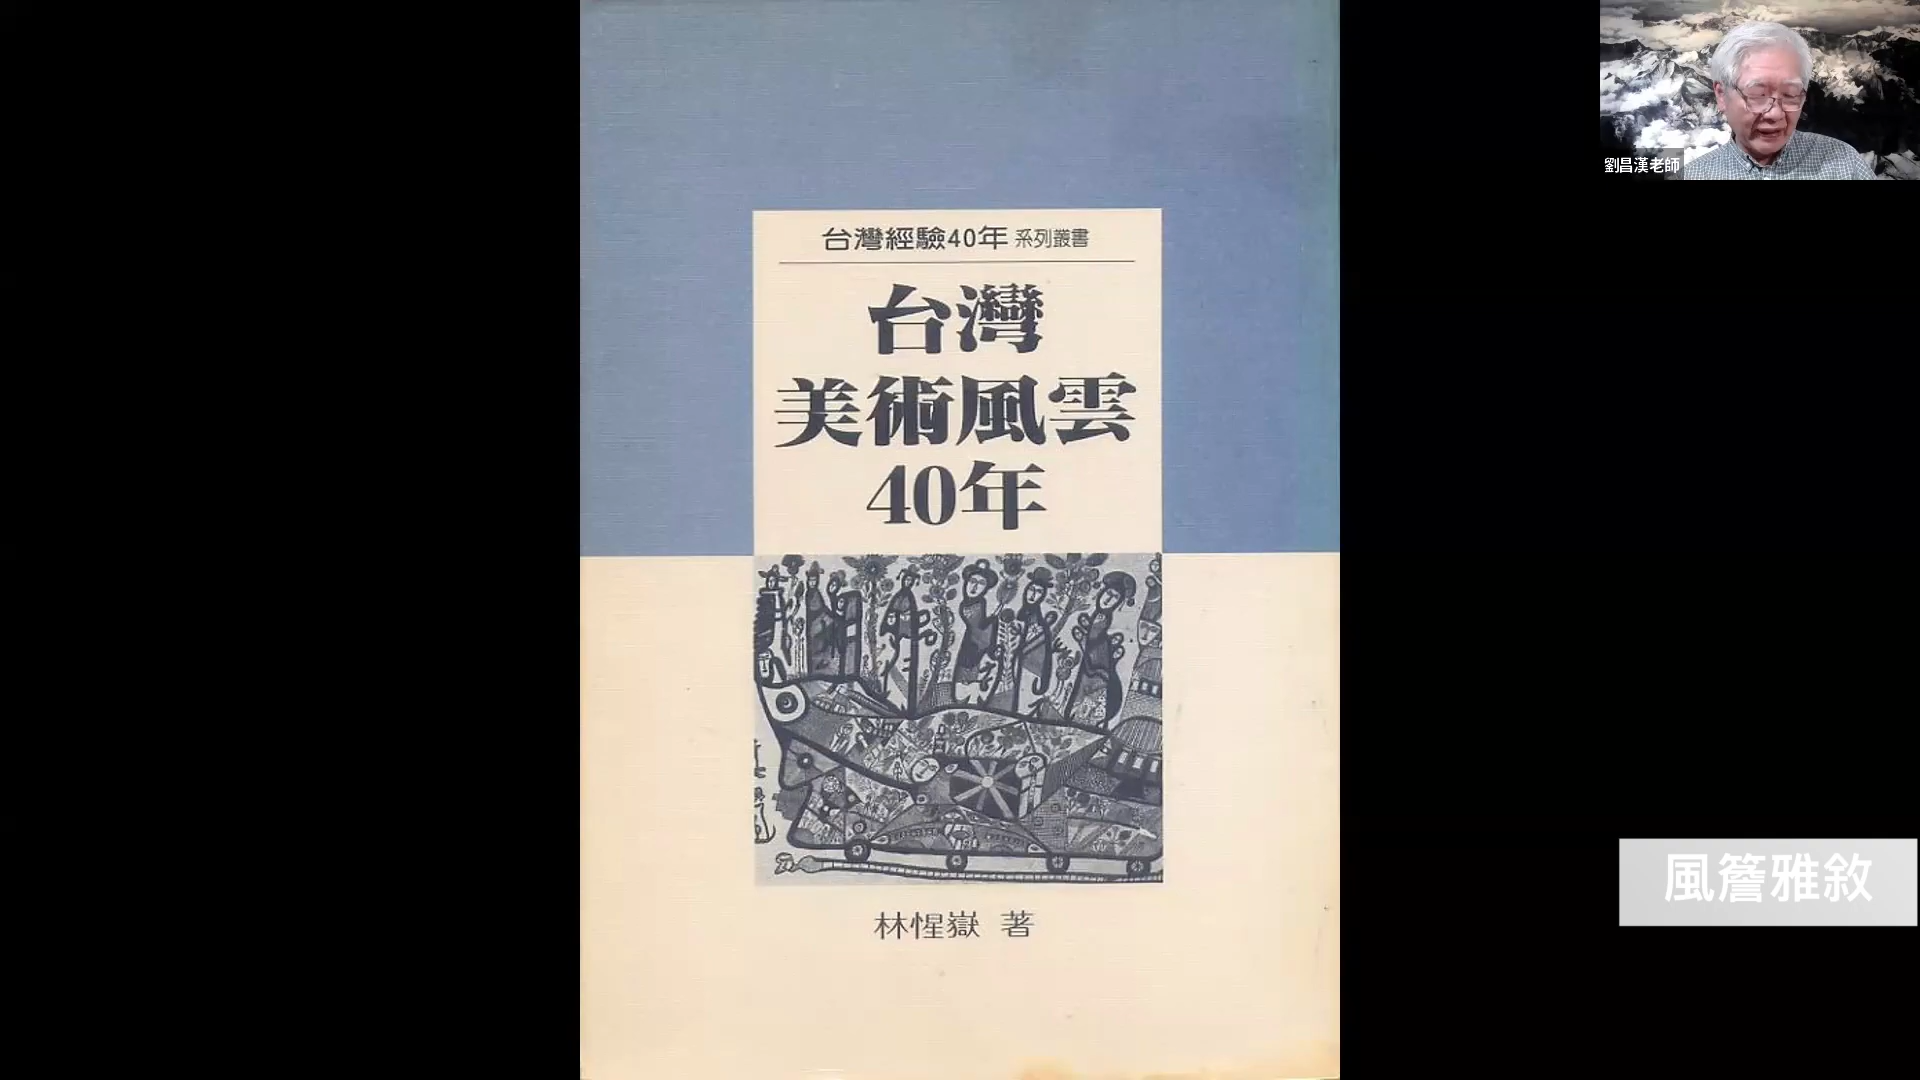 劉昌漢老師
台灣經驗40年 系列叢書
台灣
美術風雲
40年
林惺嶽 著
風簷雅敘